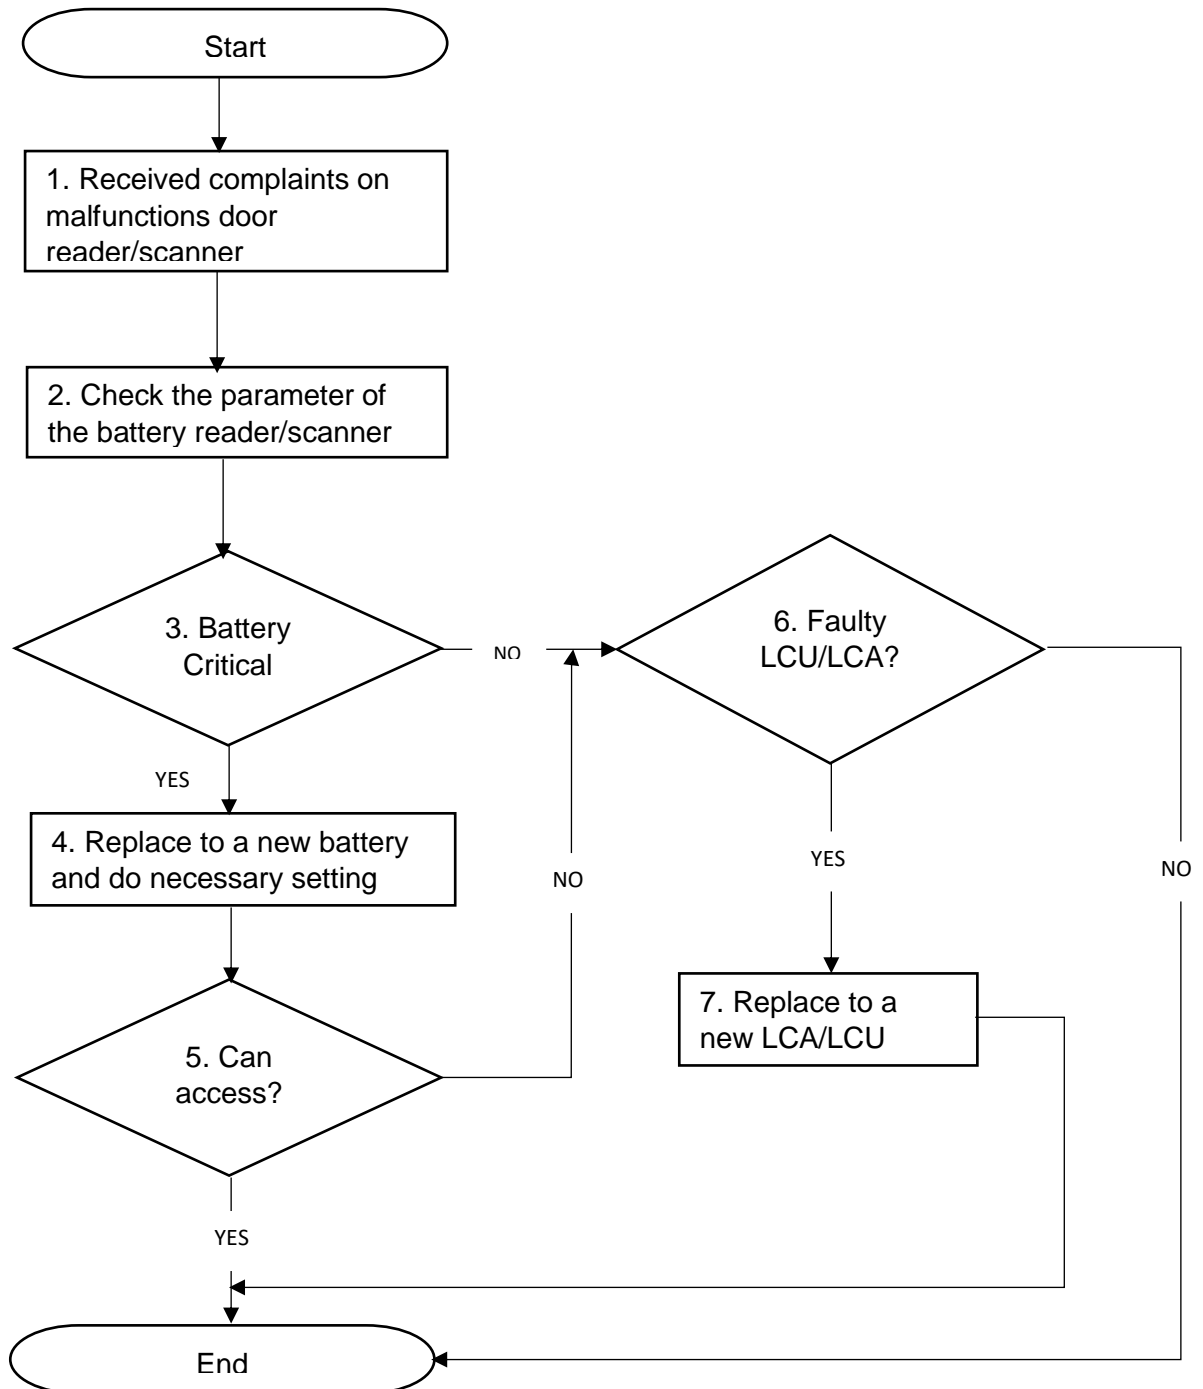 Start
1. Received complaints on
malfunctions door
reader/scanner
2. Check the parameter of
the battery reader/scanner
3. Battery
Critical
NO
6. Faulty
LCU/LCA?
YES
4. Replace to a new battery
and do necessary setting
NO
YES
NO
5. Can
access?
7. Replace to a
new LCA/LCU
YES
End